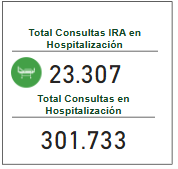 Total Consultas IRA en
Hospitalización
23.307
Total Consultas en
Hospitalización
301.733